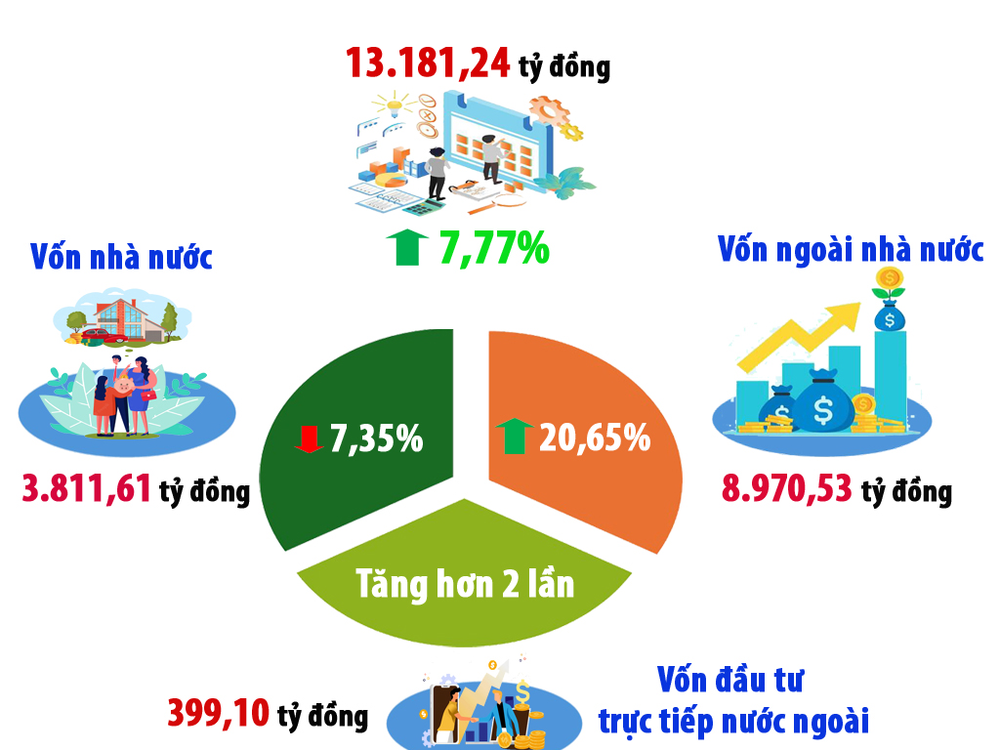 13.181,24 tỷ đồng
7,77%
Vốn nhà nước
Vốn ngoài nhà nước
7,35%
20,65%
3.811,61 tỷ đồng
8.970,53 tỷ đồng
Tăng hơn 2 lần
399,10 tỷ đồng
Vốn đầu tư
trực tiếp nước ngoài